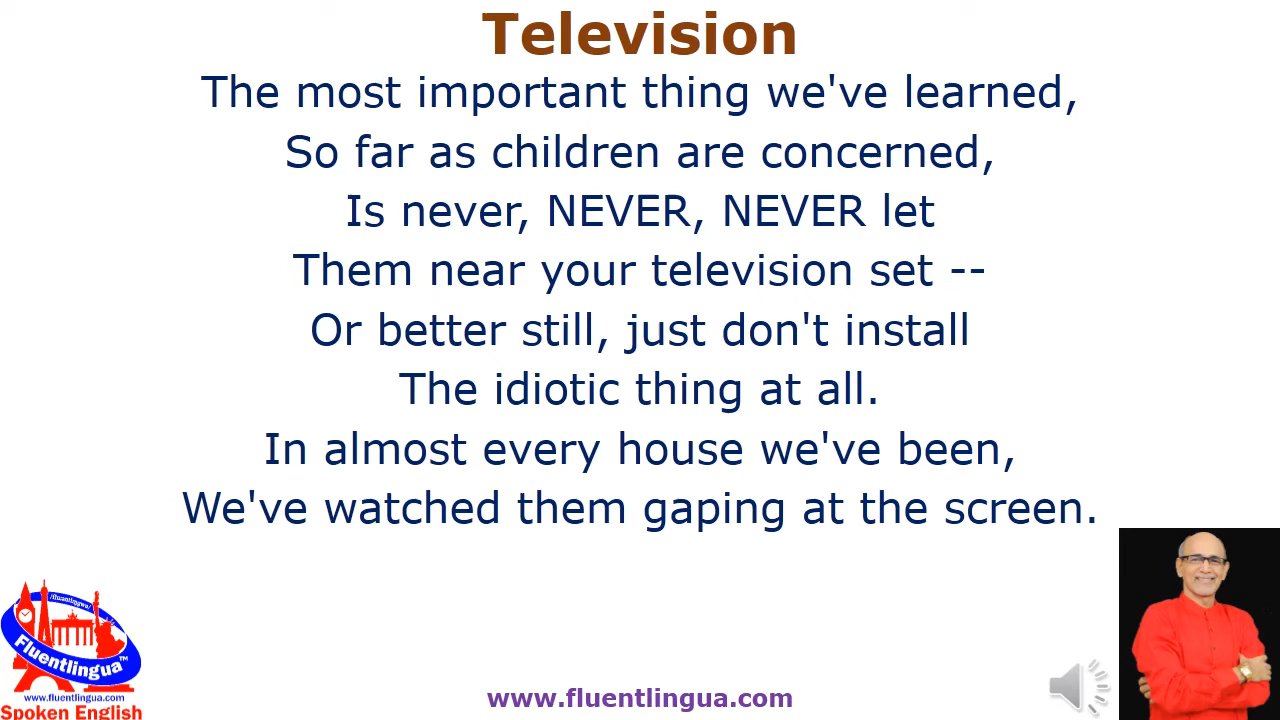 Television
The most important thing we've learned,
So far as children are concerned,
Is never, NEVER, NEVER let
Them near your television set --
Or better still, just don't install
The idiotic thing at all.
In almost every house we've been,
We've watched them gaping at the screen.
/fluentlingwa/
Fluentlingua™
www.fluentlingua.com
Spoken English
www.fluentlingua.com